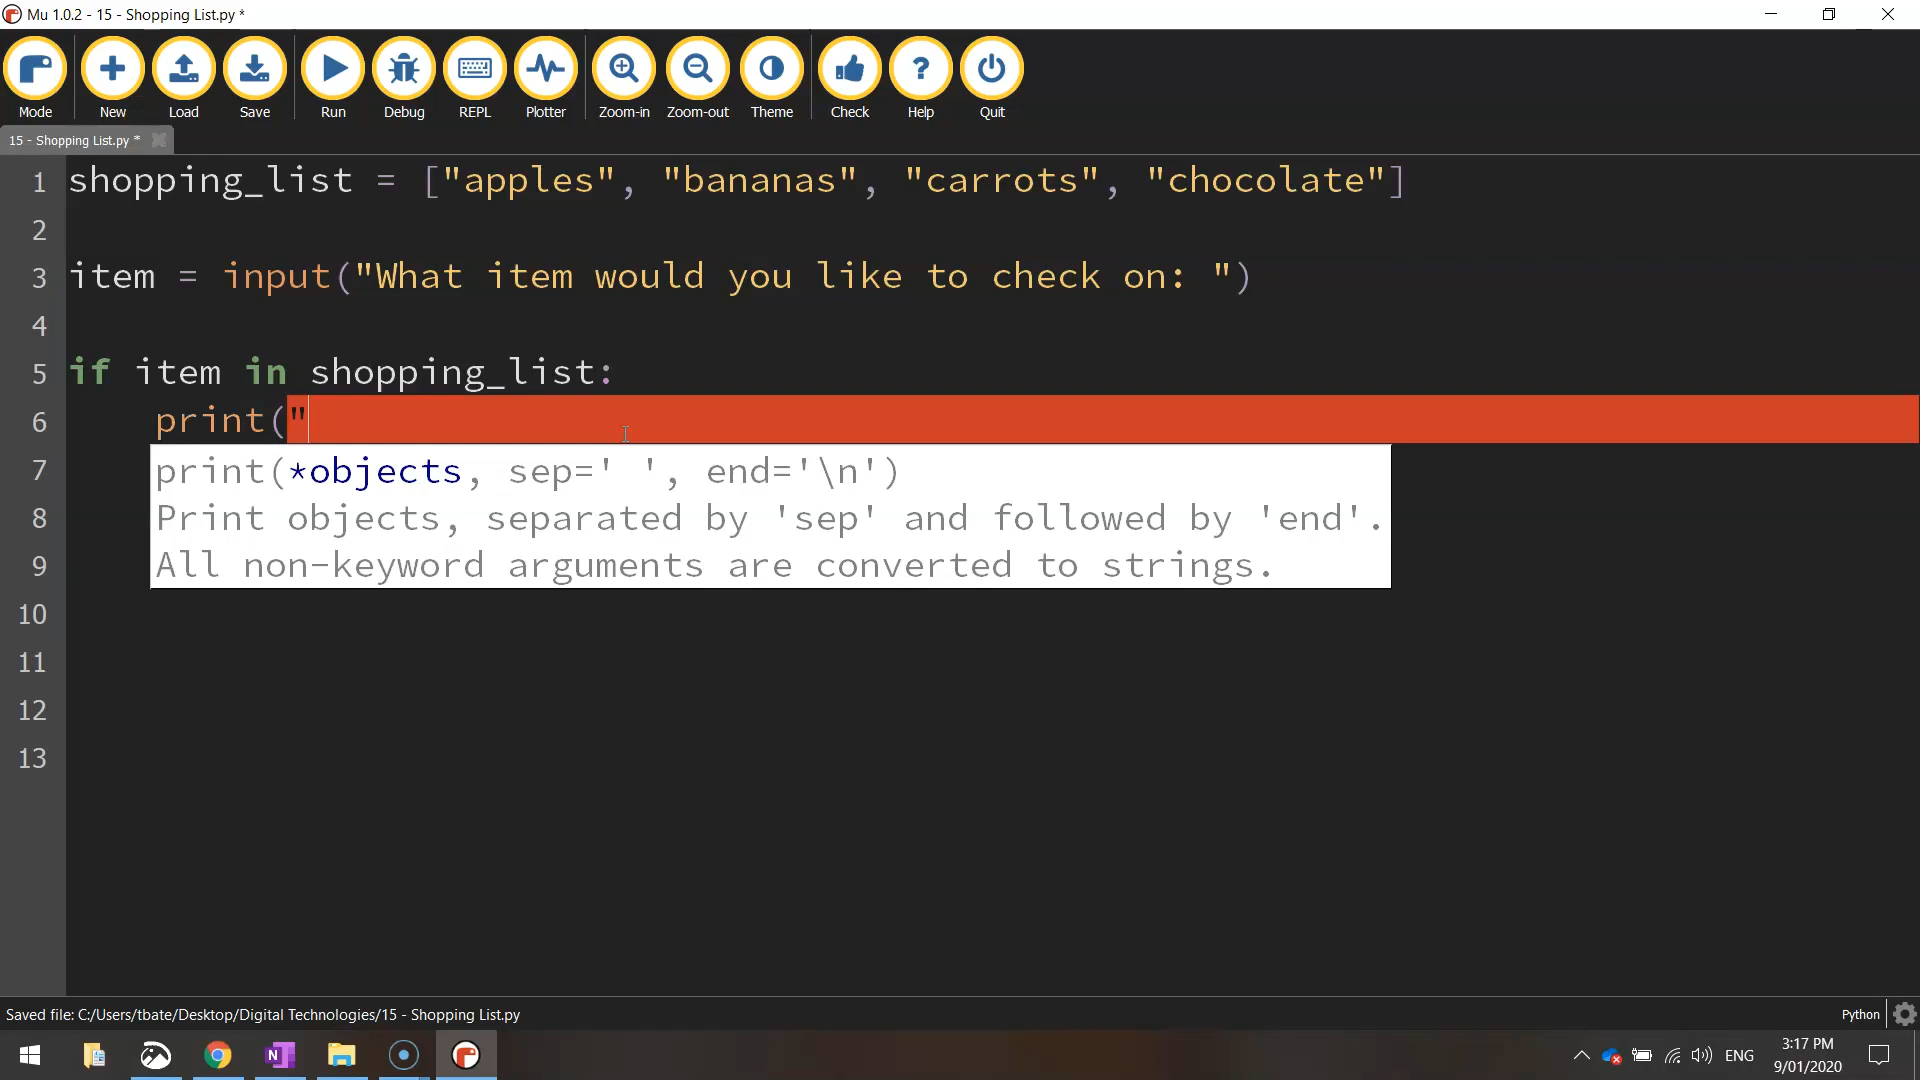 Mu 1.0.2 - 15 - Shopping List.py *
Mode New Load Save Run Debug REPL Plotter Zoom-in Zoom-out Theme Check Help Quit
15 - Shopping List.py *
1 shopping_list = ["apples", "bananas", "carrots", "chocolate"]
2
3 item = input("What item would you like to check on: ")
4
5 if item in shopping_list:
6 print("
7 print(*objects, sep=' ', end='\n')
8 Print objects, separated by 'sep' and followed by 'end'.
9 All non-keyword arguments are converted to strings.
10
11
12
13
Saved file: C:/Users/tbate/Desktop/Digital Technologies/15 - Shopping List.py
Python
N
ENG
3:17 PM
9/01/2020